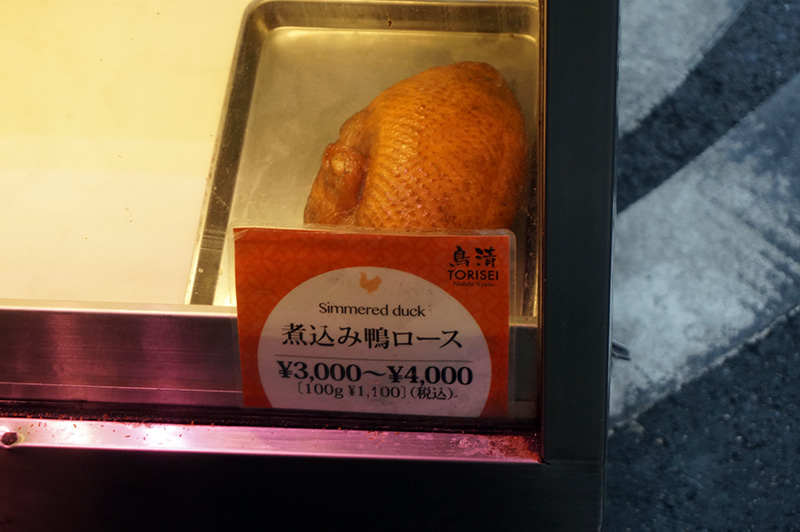 鳥清
TORISEI
Simmered duck
煮込み鴨ロース
¥3,000～¥4,000
[100g ¥1,100](税込)